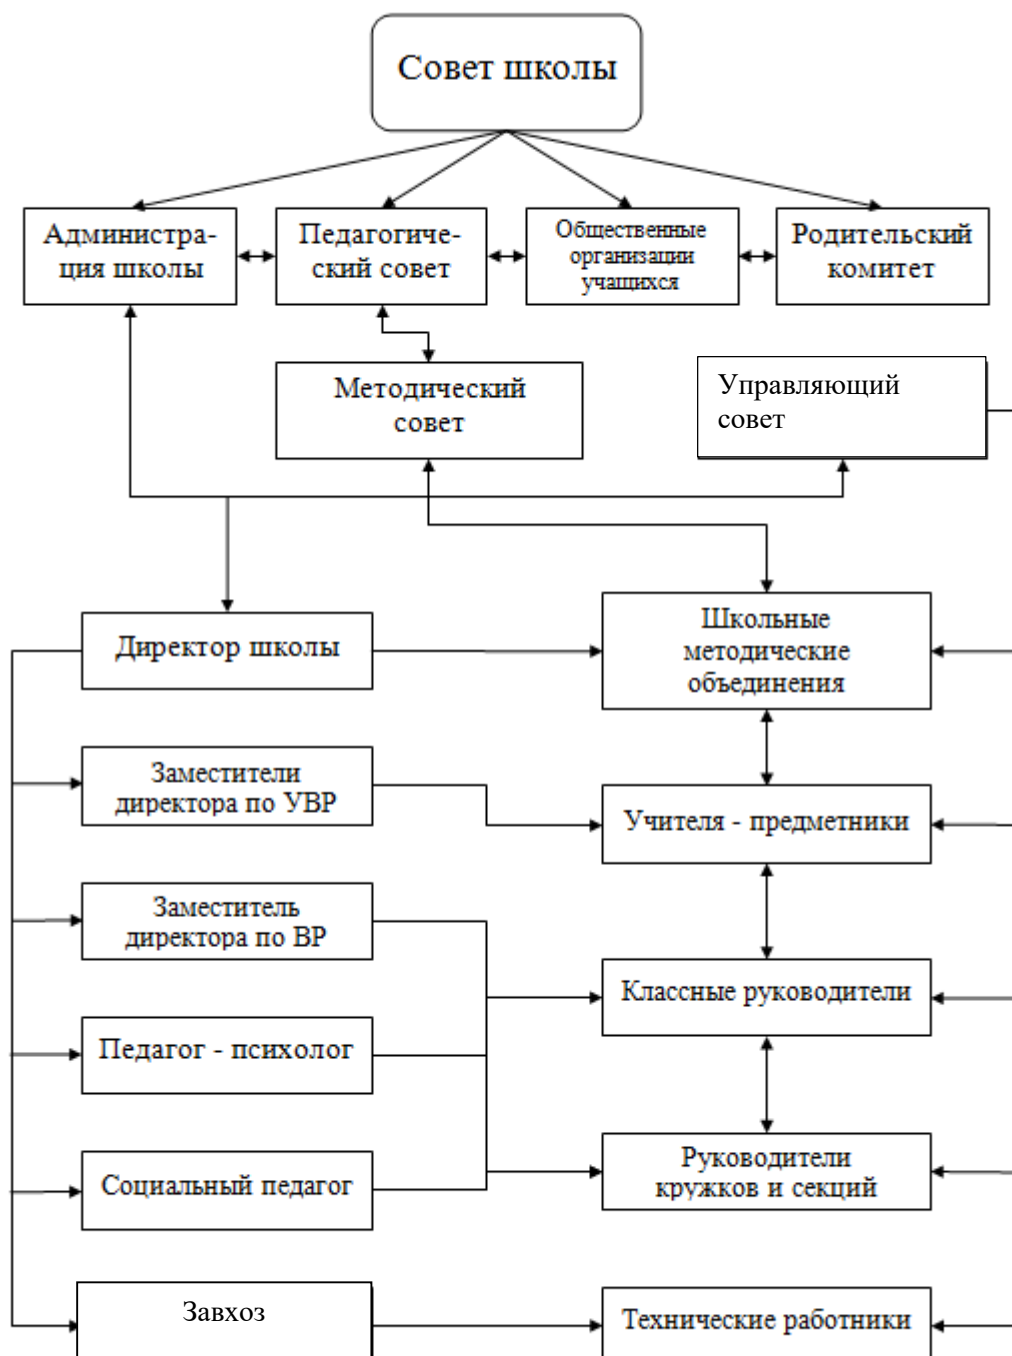 Совет школы
Администра-
ция школы
Педагогиче-
ский совет
Общественные
организации
учащихся
Родительский
комитет
Методический
совет
Управляющий
совет
Директор школы
Школьные
методические
объединения
Заместители
директора по УВР
Учителя - предметники
Заместитель
директора по ВР
Классные руководители
Педагог - психолог
Социальный педагог
Руководители
кружков и секций
Завхоз
Технические работники